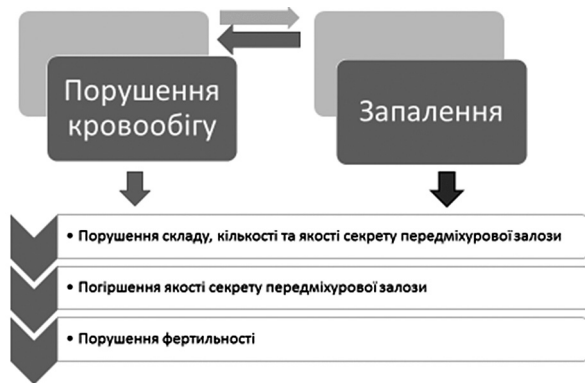 Порушення
кровообігу
Запалення
• Порушення складу, кількості та якості секрету передміхурової залози
• Погіршення якості секрету передміхурової залози
• Порушення фертильності